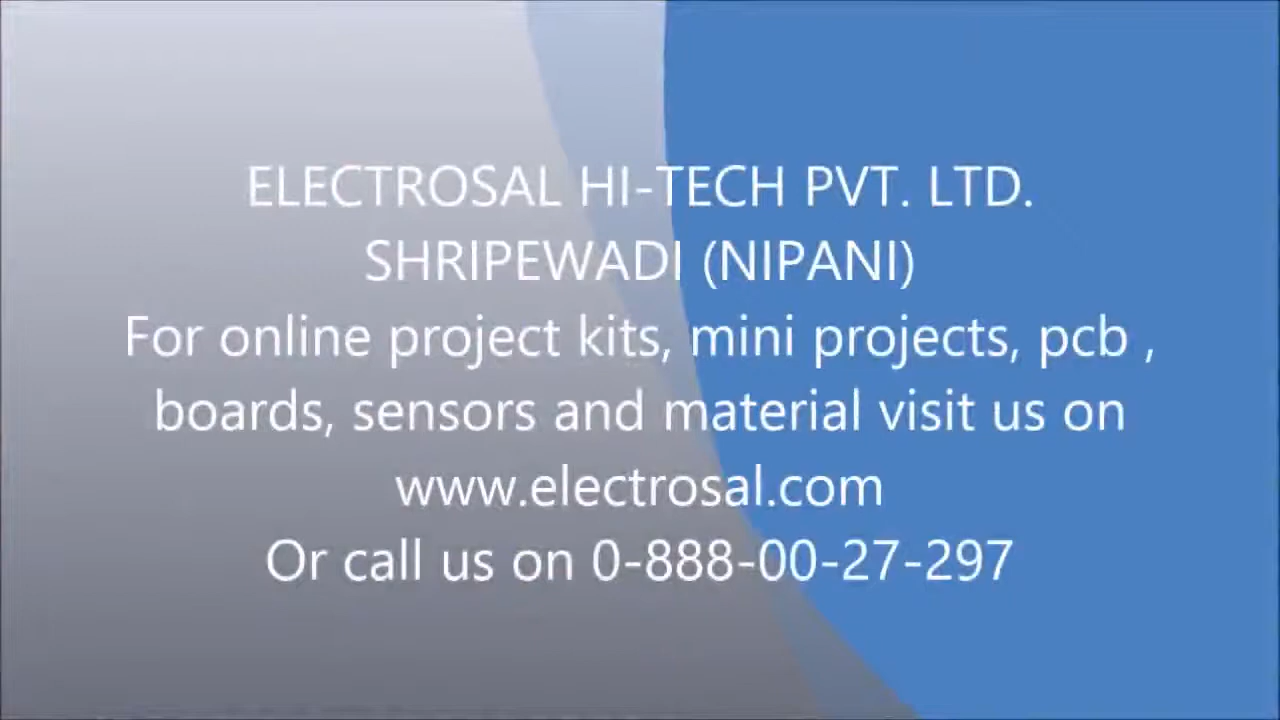 ELECTROSAL HI-TECH PVT. LTD.
SHRIPEWADI (NIPANI)
For online project kits, mini projects, pcb ,
boards, sensors and material visit us on
www.electrosal.com
Or call us on 0-888-00-27-297